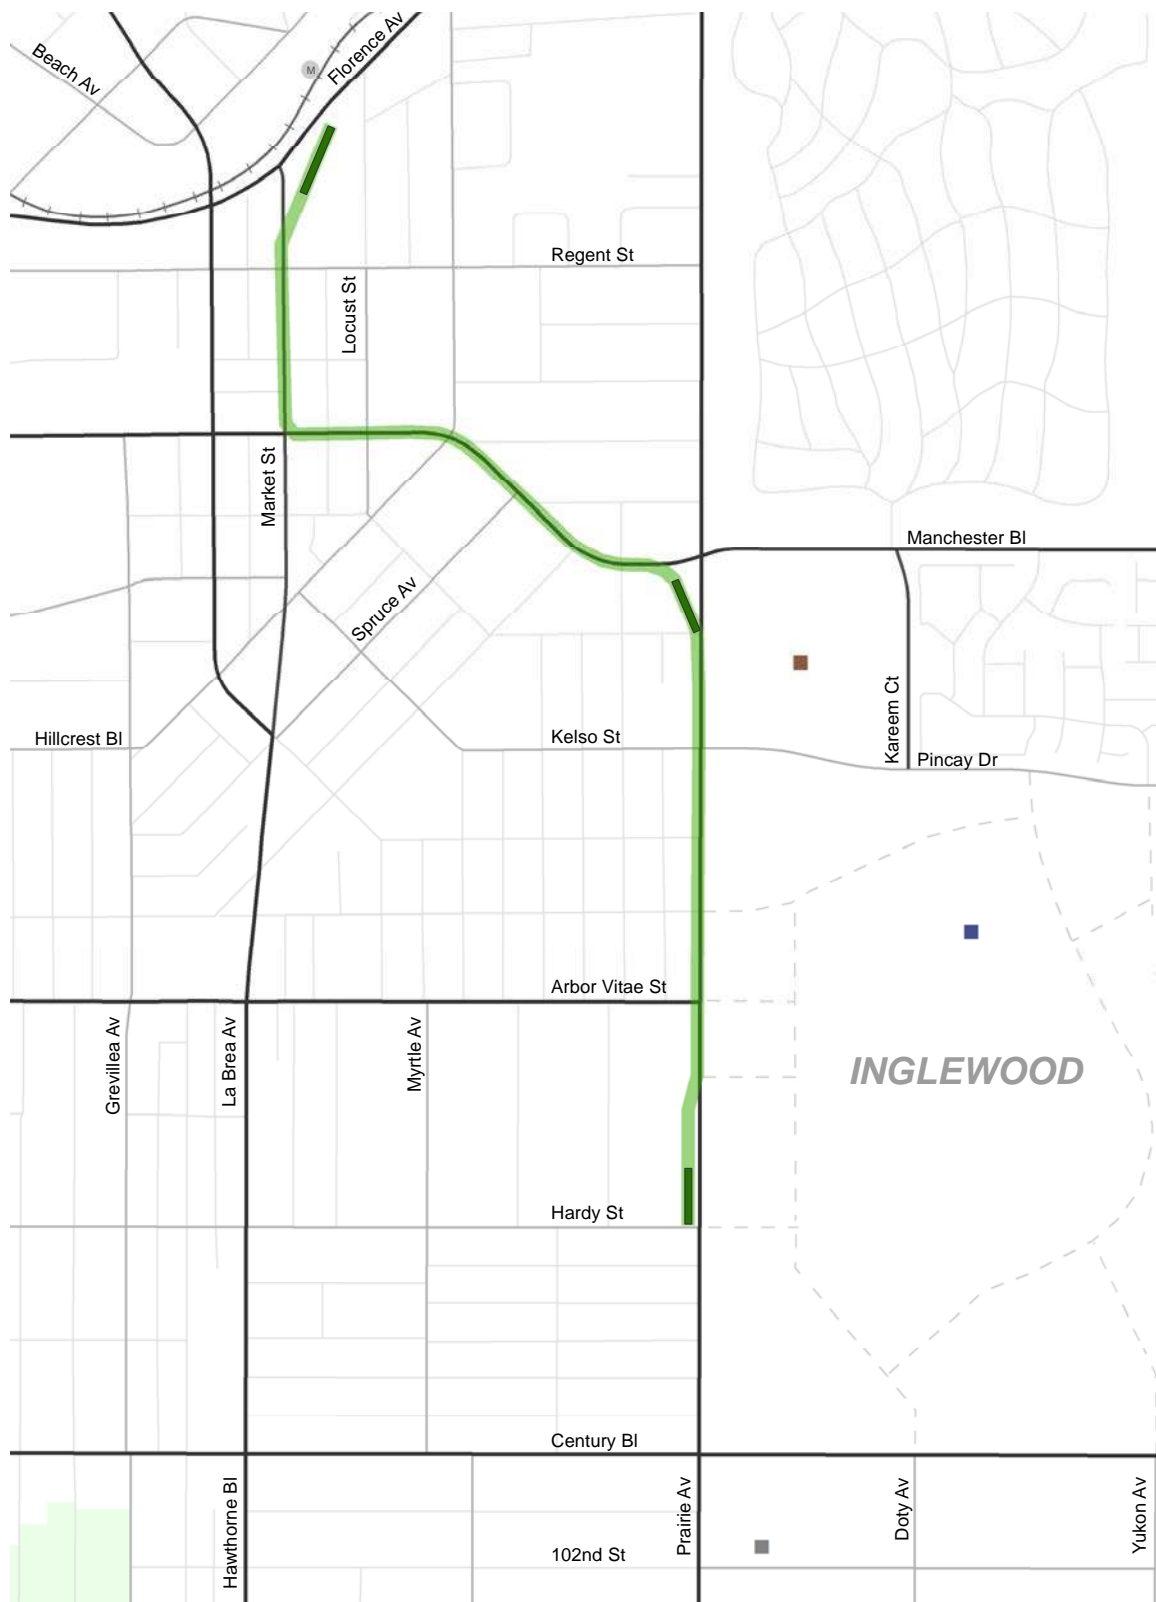 Beach Av
Florence Av
M
Regent St
Locust St
Market St
Manchester Bl
Spruce Av
Kareem Ct
Hillcrest Bl
Kelso St
Pincay Dr
Arbor Vitae St
Grevillea Av
La Brea Av
Myrtle Av
INGLEWOOD
Hardy St
Century Bl
Hawthorne Bl
Prairie Av
Doty Av
Yukon Av
102nd St